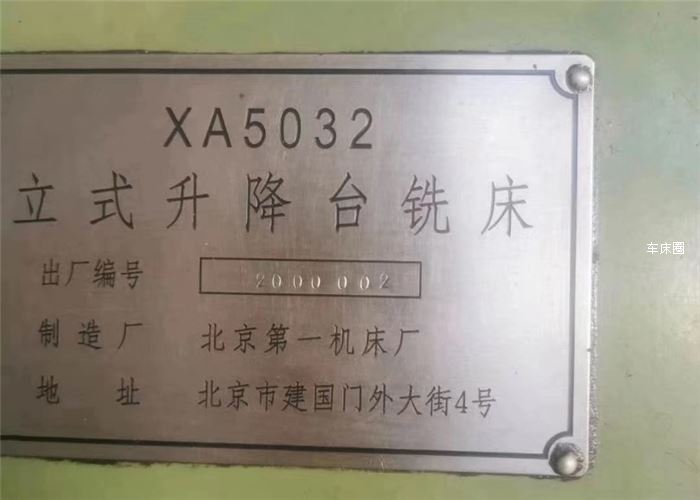 XA5032
立式升降台铣床
出厂编号 2000 002
制造厂 北京第一机床厂
地址 北京市建国门外大街4号
车床圈